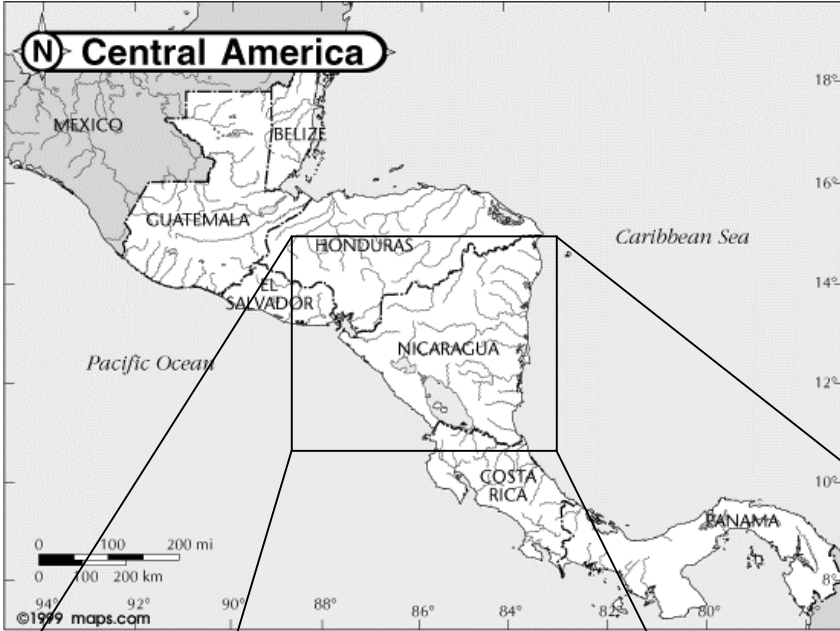 N Central America
18°
MEXICO
BELIZE
16°
GUATEMALA
Caribbean Sea
HONDURAS
14°
EL
SALVADOR
NICARAGUA
Pacific Ocean
12°
COSTA
RICA
10°
PANAMA
0 100 200 mi
0 100 200 km
8°
94° 92° 90° 88° 86° 84° 82° 80°
©1999 maps.com